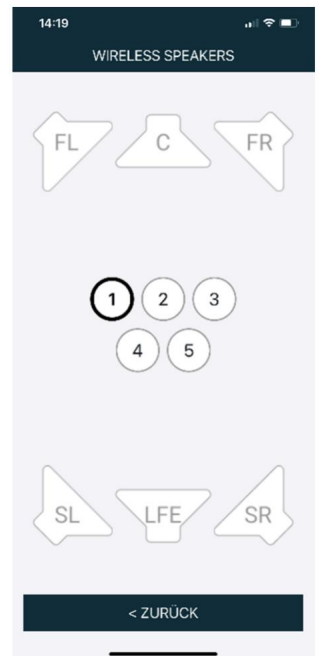 14:19
WIRELESS SPEAKERS
FL C FR
1 2 3
4 5
SL LFE SR
< ZURÜCK